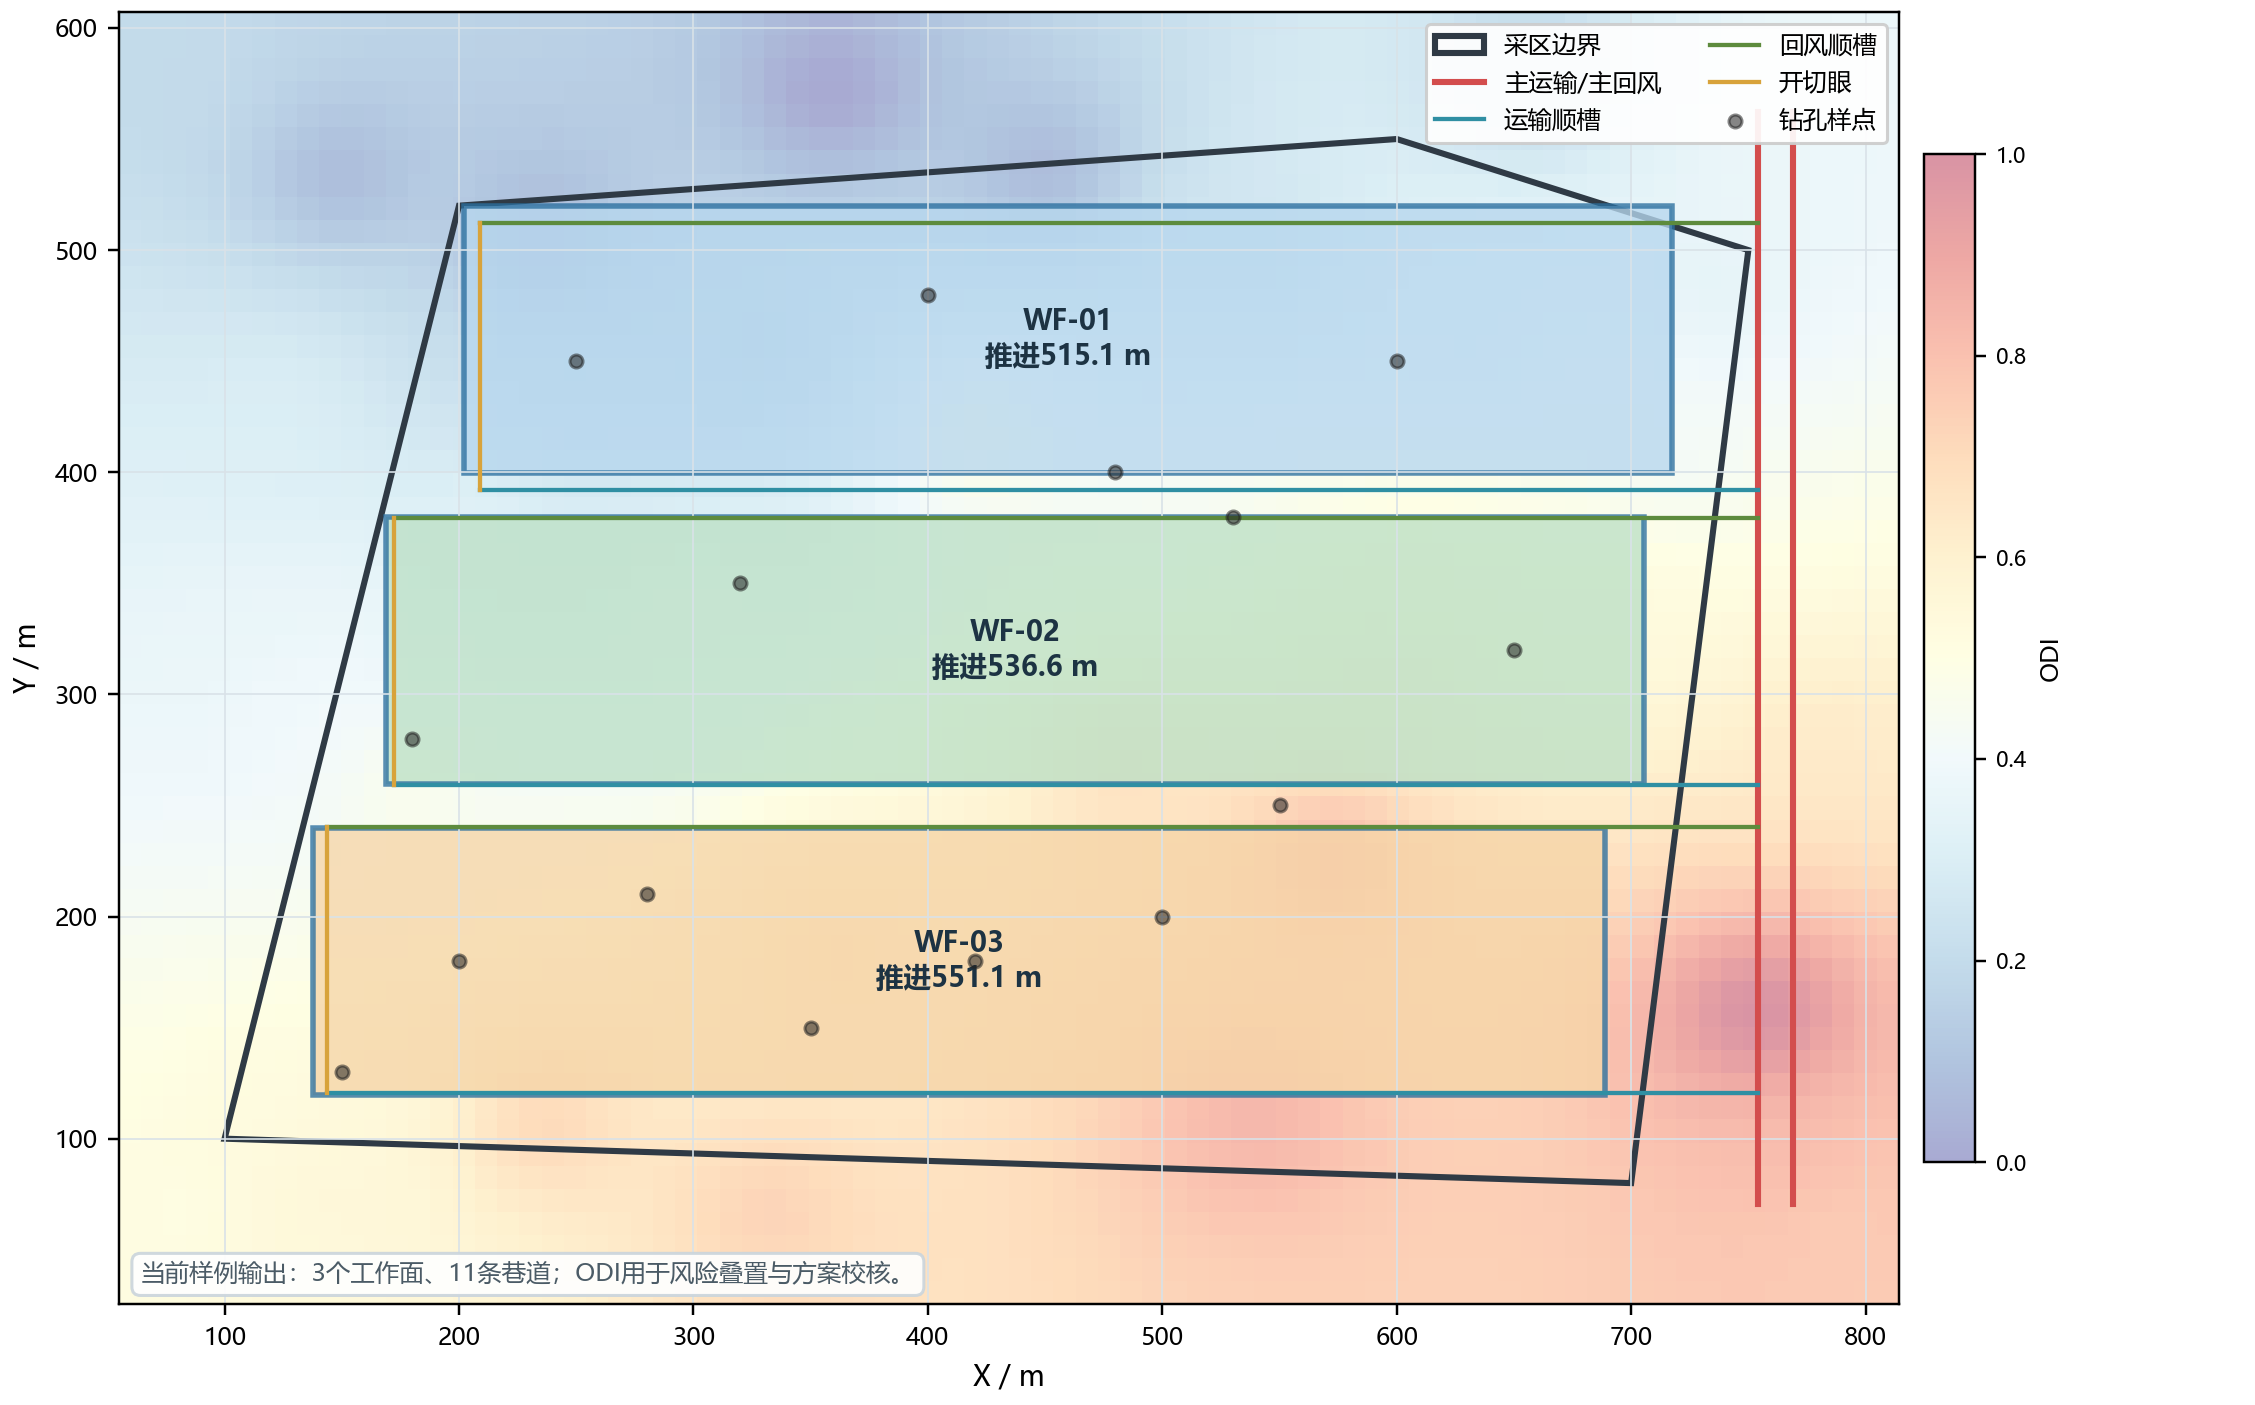 采区边界
主运输/主回风
运输顺槽
回风顺槽
开切眼
钻孔样点
600
500
400
300
200
100
Y / m
WF-01
推进515.1 m
WF-02
推进536.6 m
WF-03
推进551.1 m
当前样例输出：3个工作面、11条巷道；ODI用于风险叠置与方案校核。
100
200
300
400
500
600
700
800
X / m
1.0
0.8
0.6
0.4
0.2
0.0
ODI